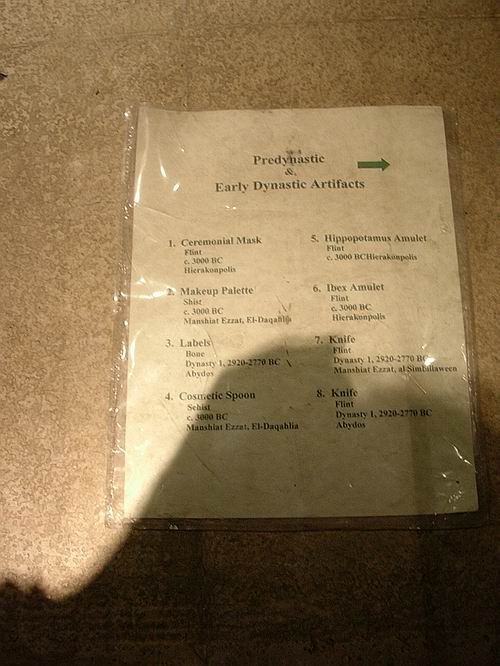 Predynastic
&
Early Dynastic Artifacts
1. Ceremonial Mask
Flint
c. 3000 BC
Hierakonpolis
2. Makeup Palette
Shist
c. 3000 BC
Manshiat Ezzat, El-Daqahlia
3. Labels
Bone
Dynasty 1, 2920-2770 BC
Abydos
4. Cosmetic Spoon
Schist
c. 3000 BC
Manshiat Ezzat, El-Daqahlia
5. Hippopotamus Amulet
Flint
c. 3000 BCHierakonpolis
6. Ibex Amulet
Flint
c. 3000 BC
Hierakonpolis
7. Knife
Flint
Dynasty 1, 2920-2770 BC
Manshiat Ezzat, al-Simbillaween
8. Knife
Flint
Dynasty 1, 2920-2770 BC
Abydos